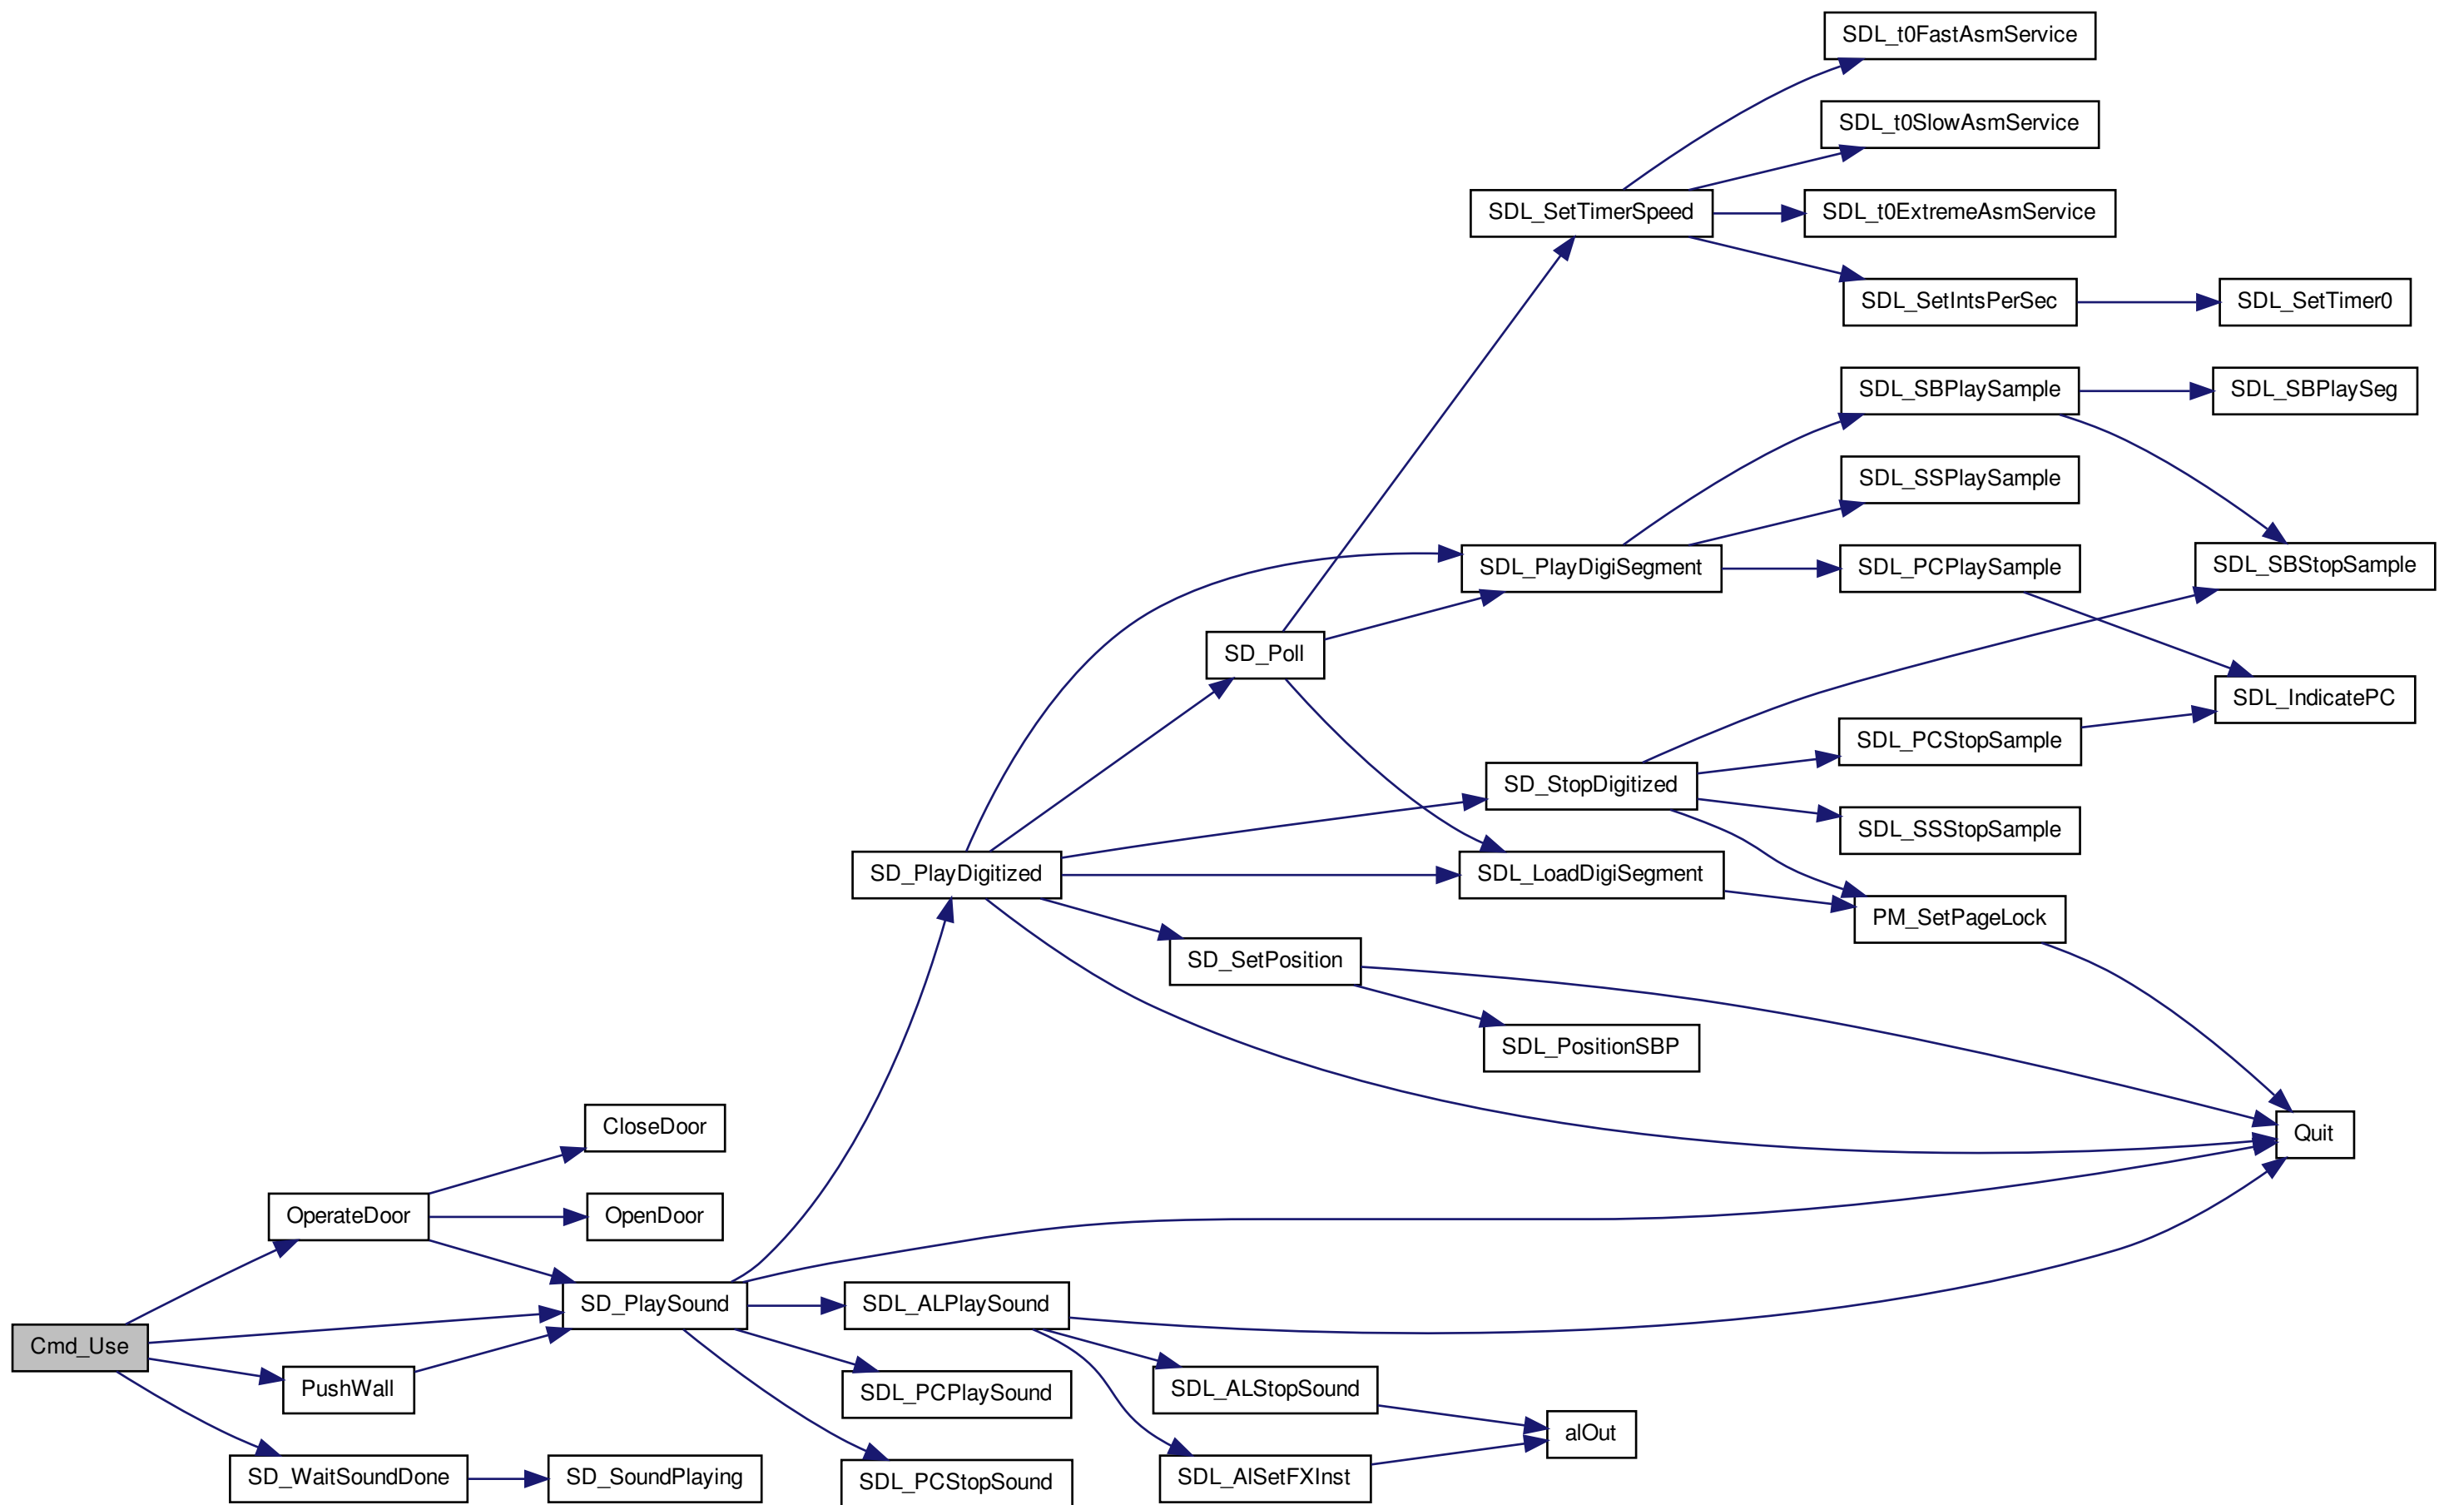 SDL_t0FastAsmService
SDL_t0SlowAsmService
SDL_SetTimerSpeed
SDL_t0ExtremeAsmService
SDL_SetIntsPerSec
SDL_SetTimer0
SDL_SBPlaySample
SDL_SBPlaySeg
SDL_SSPlaySample
SDL_PlayDigiSegment
SDL_PCPlaySample
SDL_SBStopSample
SD_Poll
SDL_IndicatePC
SDL_PCStopSample
SD_StopDigitized
SDL_SSStopSample
SD_PlayDigitized
SDL_LoadDigiSegment
PM_SetPageLock
SD_SetPosition
SDL_PositionSBP
CloseDoor
Quit
OperateDoor
OpenDoor
SD_PlaySound
SDL_ALPlaySound
Cmd_Use
PushWall
SDL_PCPlaySound
SDL_ALStopSound
alOut
SD_WaitSoundDone
SD_SoundPlaying
SDL_PCStopSound
SDL_AlSetFXInst